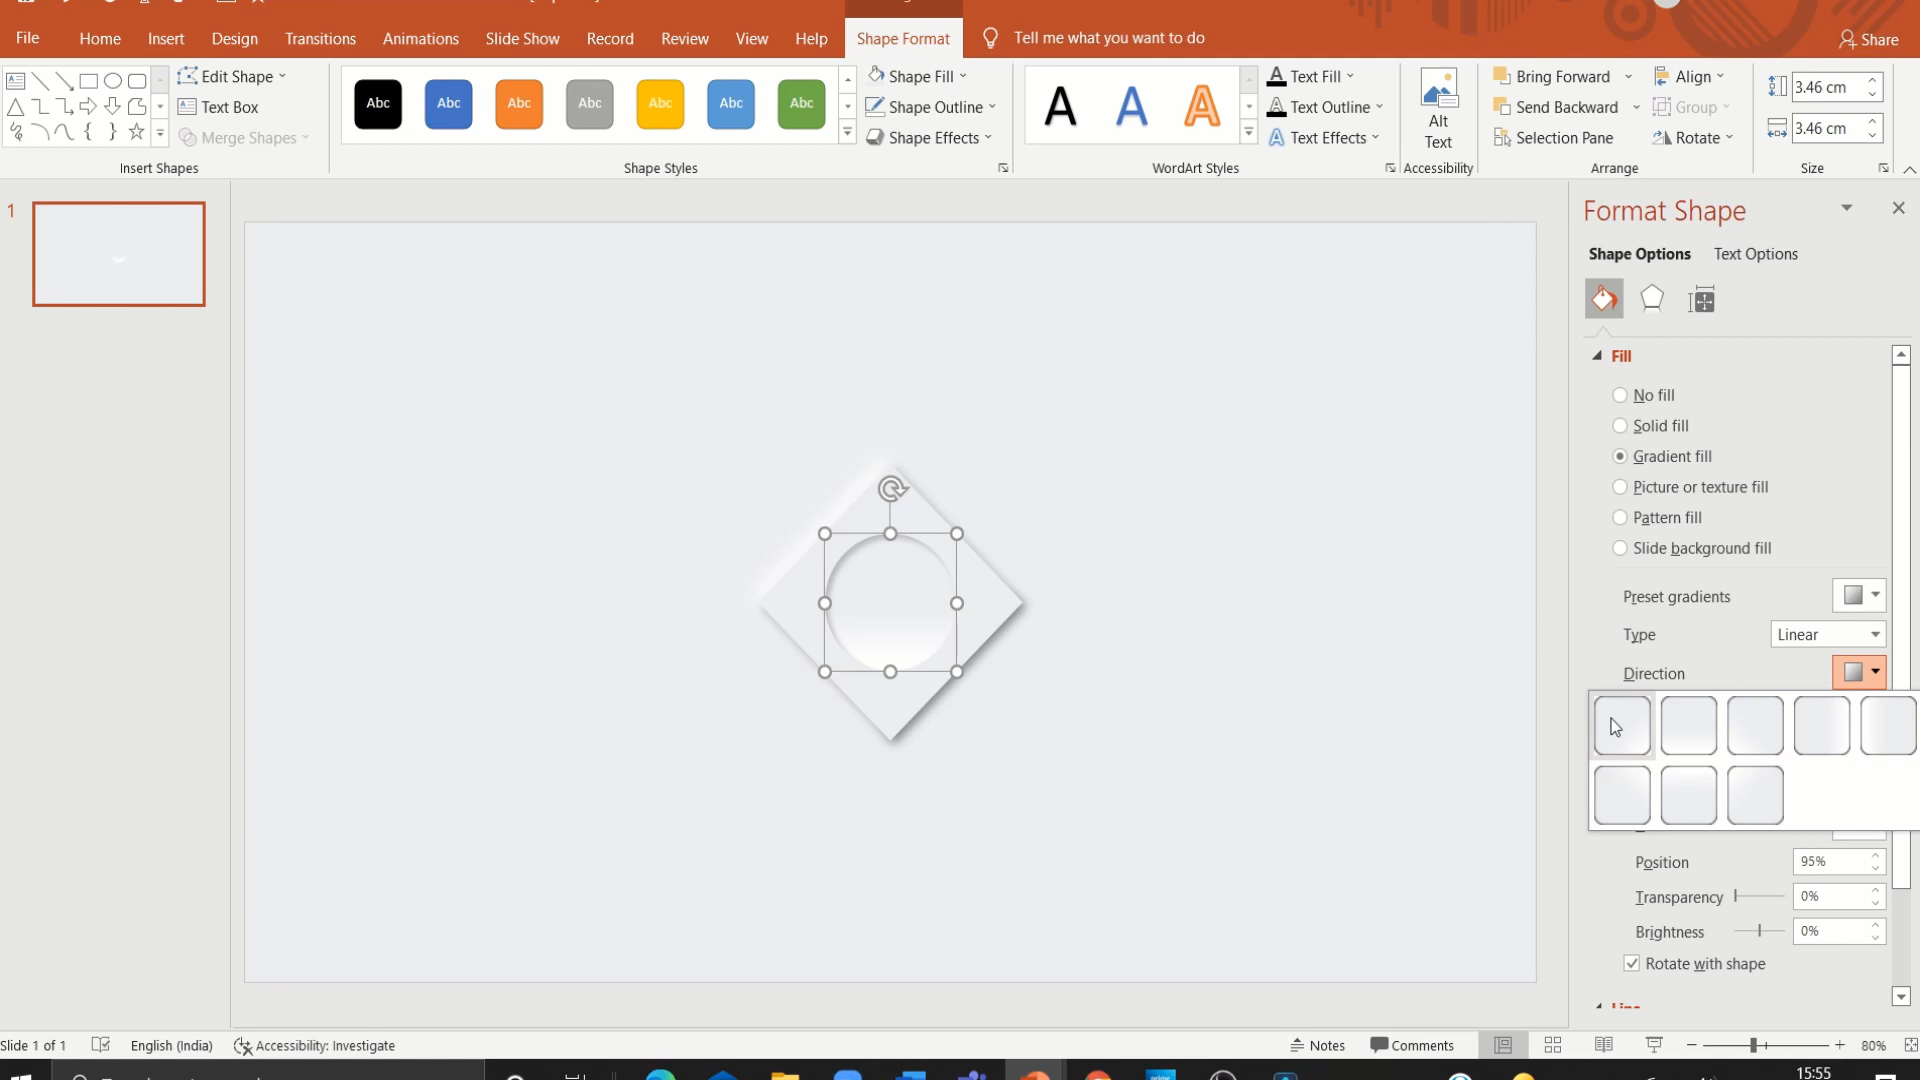 File Home Insert Design Transitions Animations Slide Show Record Review View Help Shape Format Tell me what you want to do Share
Edit Shape
Text Box
Merge Shapes
Insert Shapes
Abc Abc Abc Abc Abc Abc Abc
Shape Styles
Shape Fill
Shape Outline
Shape Effects
A A A
WordArt Styles
Text Fill
Text Outline
Text Effects
Alt
Text
Accessibility
Bring Forward
Send Backward
Selection Pane
Align
Group
Rotate
Arrange
3.46 cm
3.46 cm
Size
1
Format Shape
Shape Options Text Options
Fill
No fill
Solid fill
Gradient fill
Picture or texture fill
Pattern fill
Slide background fill
Preset gradients
Type Linear
Direction
Position 95%
Transparency 0%
Brightness 0%
Rotate with shape
Line
Slide 1 of 1 English (India) Accessibility: Investigate Notes Comments 80%
15:55